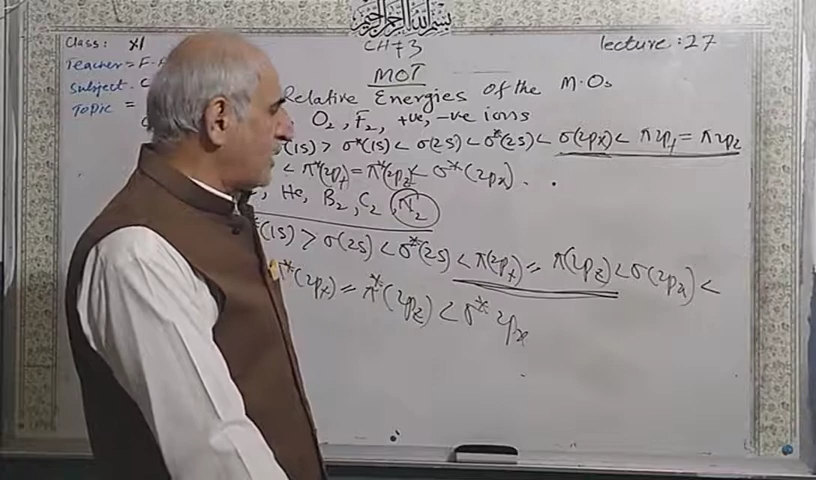 بسم اللہ الرحمن الرحیم
Class: XI
CH # 3
lecture: 27
Teacher = F.
Subject. C
MOT
Topic =
Relative Energies of the M.Os
O₂, F₂, +ve, -ve ions
(1S) > σ*(1S) < σ(2S) < σ*(2S) < σ(2px) < π2py = π2pz
< π*(2py) = π*(2pz) < σ*(2px).
, He, B₂, C₂, N₂
*(1S) > σ(2S) < σ*(2S) < π(2py) = π(2pz) < σ(2px) <
π*(2py) = π*(2pz) < σ*2px